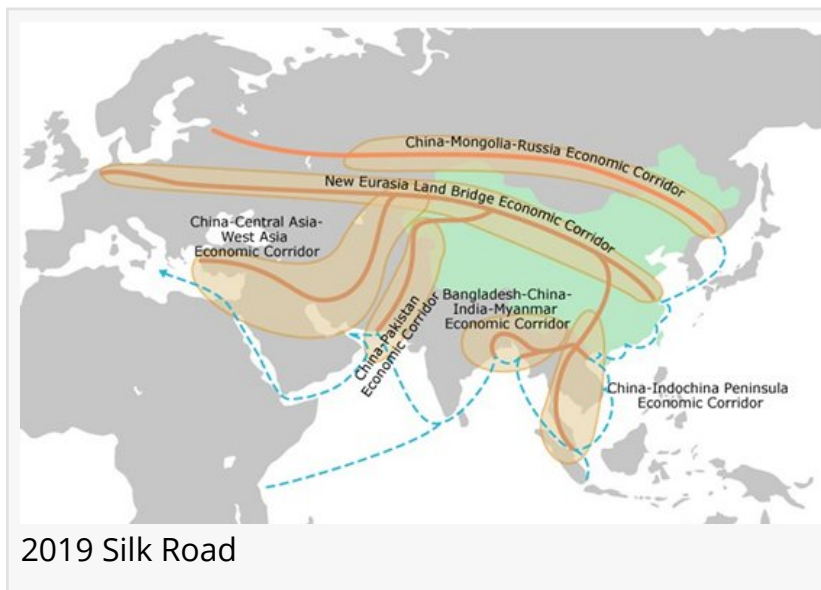 China-Mongolia-Russia Economic Corridor
New Eurasia Land Bridge Economic Corridor
China-Central Asia-
West Asia
Economic Corridor
China-Pakistan
Economic Corridor
Bangladesh-China-
India-Myanmar
Economic Corridor
China-Indochina Peninsula
Economic Corridor
2019 Silk Road